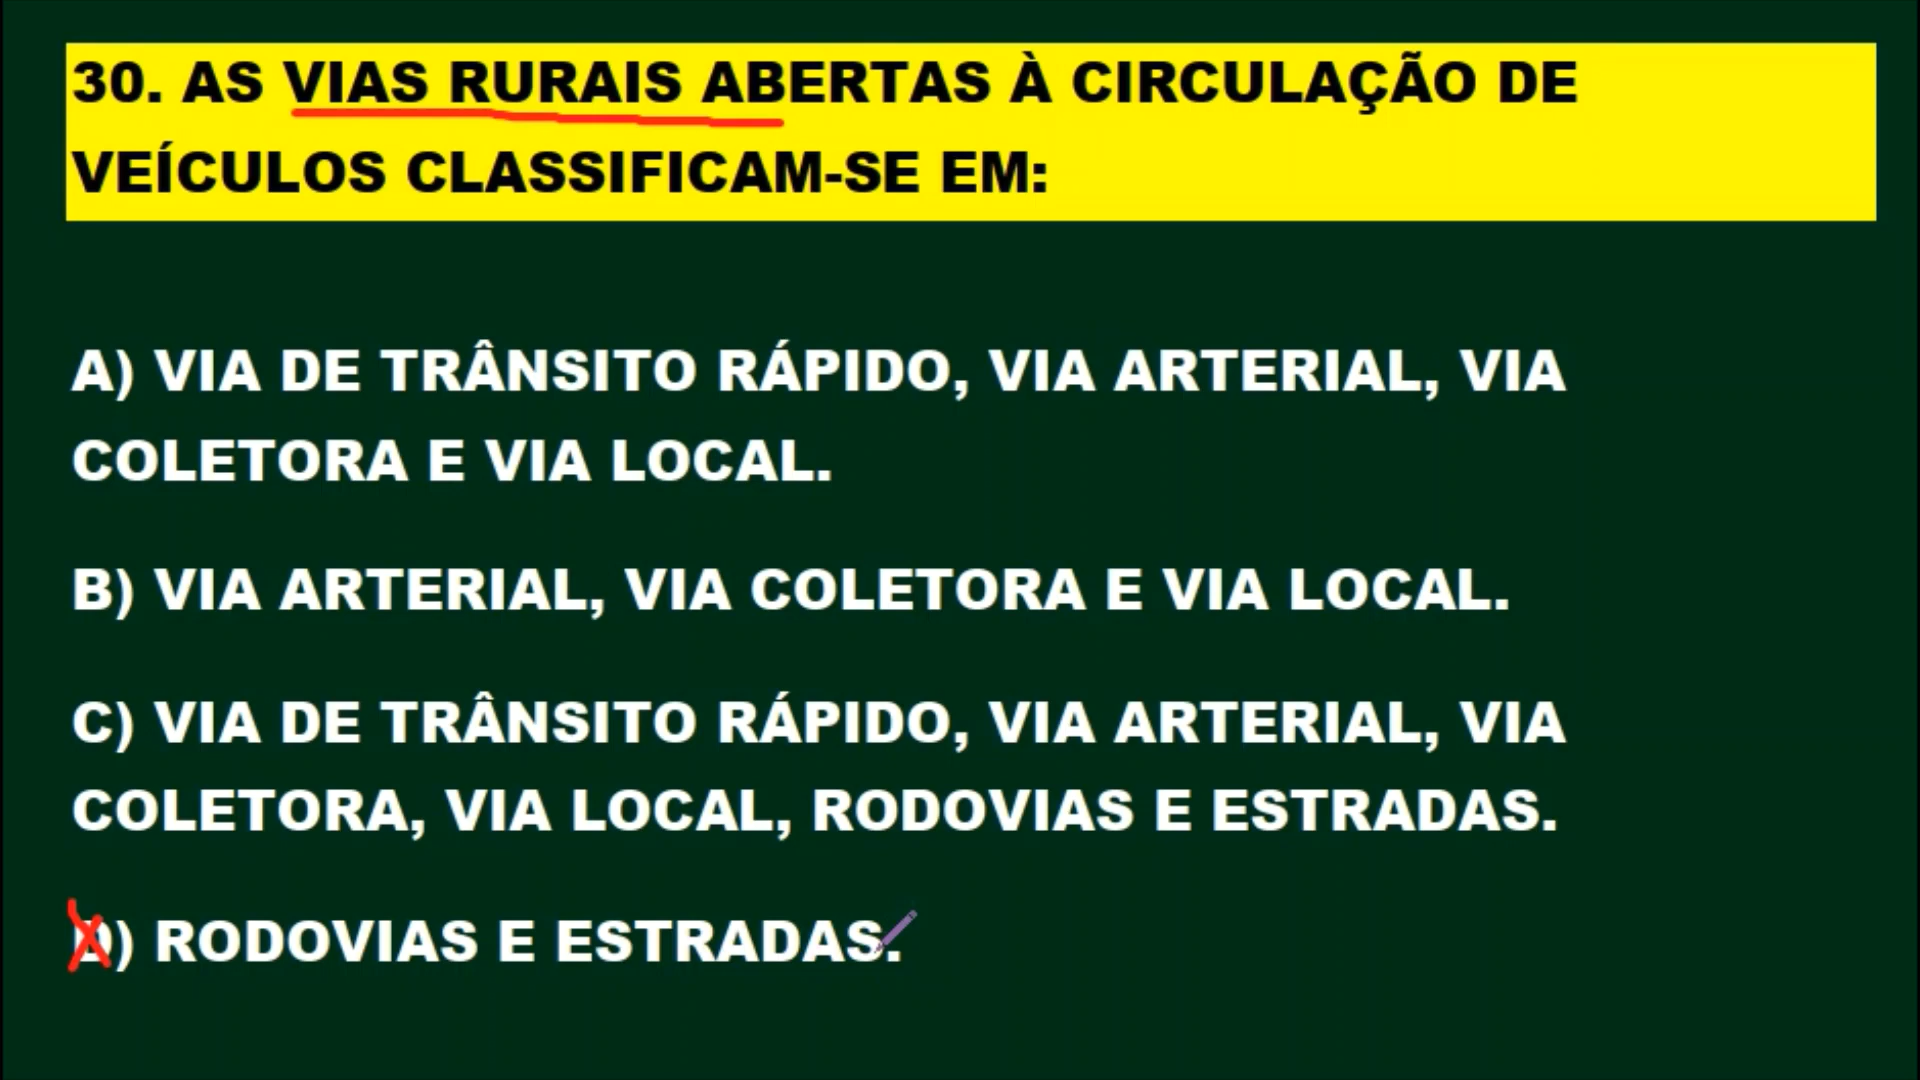 30. AS VIAS RURAIS ABERTAS À CIRCULAÇÃO DE
VEÍCULOS CLASSIFICAM-SE EM:
A) VIA DE TRÂNSITO RÁPIDO, VIA ARTERIAL, VIA
COLETORA E VIA LOCAL.
B) VIA ARTERIAL, VIA COLETORA E VIA LOCAL.
C) VIA DE TRÂNSITO RÁPIDO, VIA ARTERIAL, VIA
COLETORA, VIA LOCAL, RODOVIAS E ESTRADAS.
D) RODOVIAS E ESTRADAS.